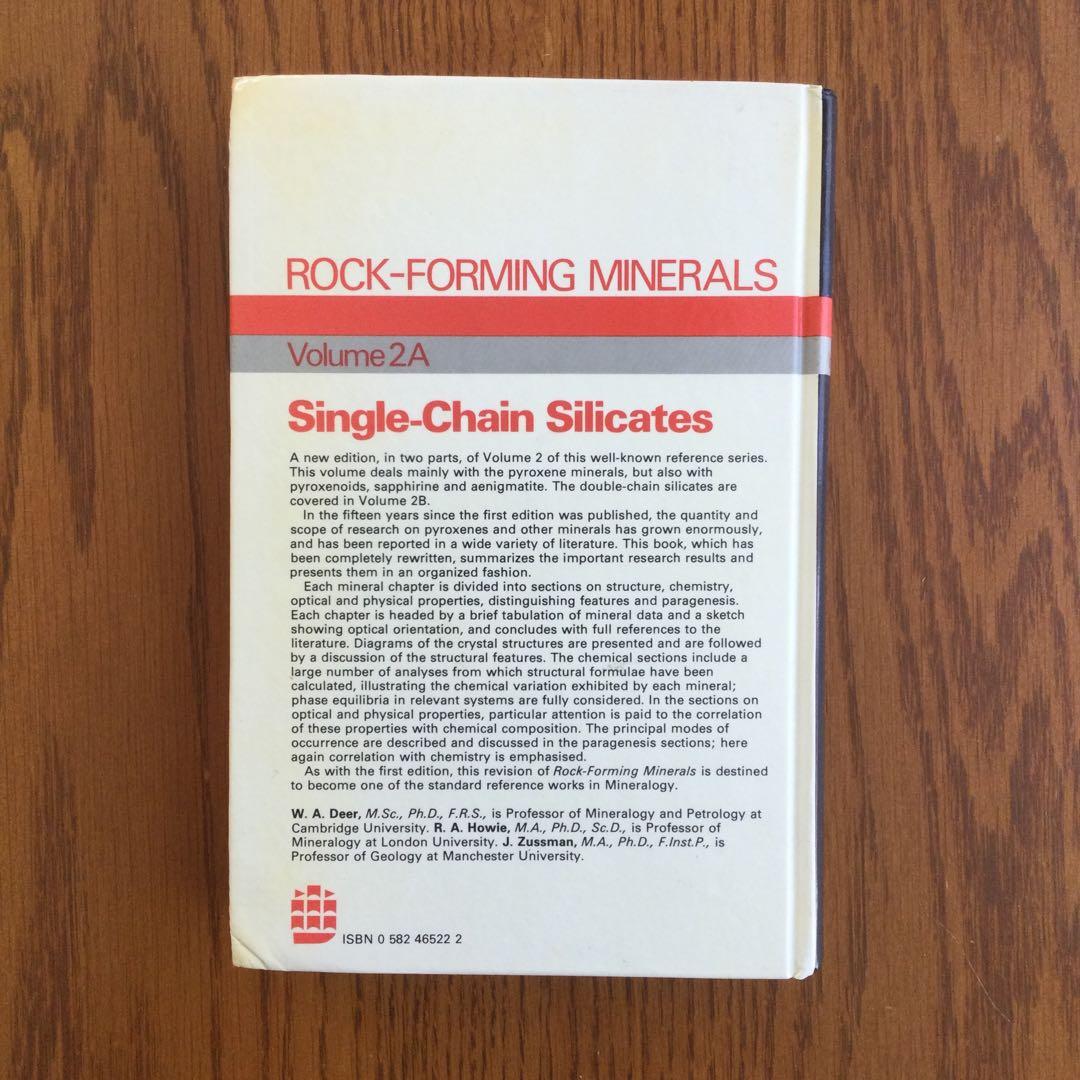 ROCK-FORMING MINERALS
Volume 2A
Single-Chain Silicates
A new edition, in two parts, of Volume 2 of this well-known reference series.
This volume deals mainly with the pyroxene minerals, but also with
pyroxenoids, sapphirine and aenigmatite. The double-chain silicates are
covered in Volume 2B.
In the fifteen years since the first edition was published, the quantity and
scope of research on pyroxenes and other minerals has grown enormously,
and has been reported in a wide variety of literature. This book, which has
been completely rewritten, summarizes the important research results and
presents them in an organized fashion.
Each mineral chapter is divided into sections on structure, chemistry,
optical and physical properties, distinguishing features and paragenesis.
Each chapter is headed by a brief tabulation of mineral data and a sketch
showing optical orientation, and concludes with full references to the
literature. Diagrams of the crystal structures are presented and are followed
by a discussion of the structural features. The chemical sections include a
large number of analyses from which structural formulae have been
calculated, illustrating the chemical variation exhibited by each mineral;
phase equilibria in relevant systems are fully considered. In the sections on
optical and physical properties, particular attention is paid to the correlation
of these properties with chemical composition. The principal modes of
occurrence are described and discussed in the paragenesis sections; here
again correlation with chemistry is emphasised.
As with the first edition, this revision of Rock-Forming Minerals is destined
to become one of the standard reference works in Mineralogy.
W. A. Deer, M.Sc., Ph.D., F.R.S., is Professor of Mineralogy and Petrology at
Cambridge University. R. A. Howie, M.A., Ph.D., Sc.D., is Professor of
Mineralogy at London University. J. Zussman, M.A., Ph.D., F.Inst.P., is
Professor of Geology at Manchester University.
ISBN 0 582 46522 2